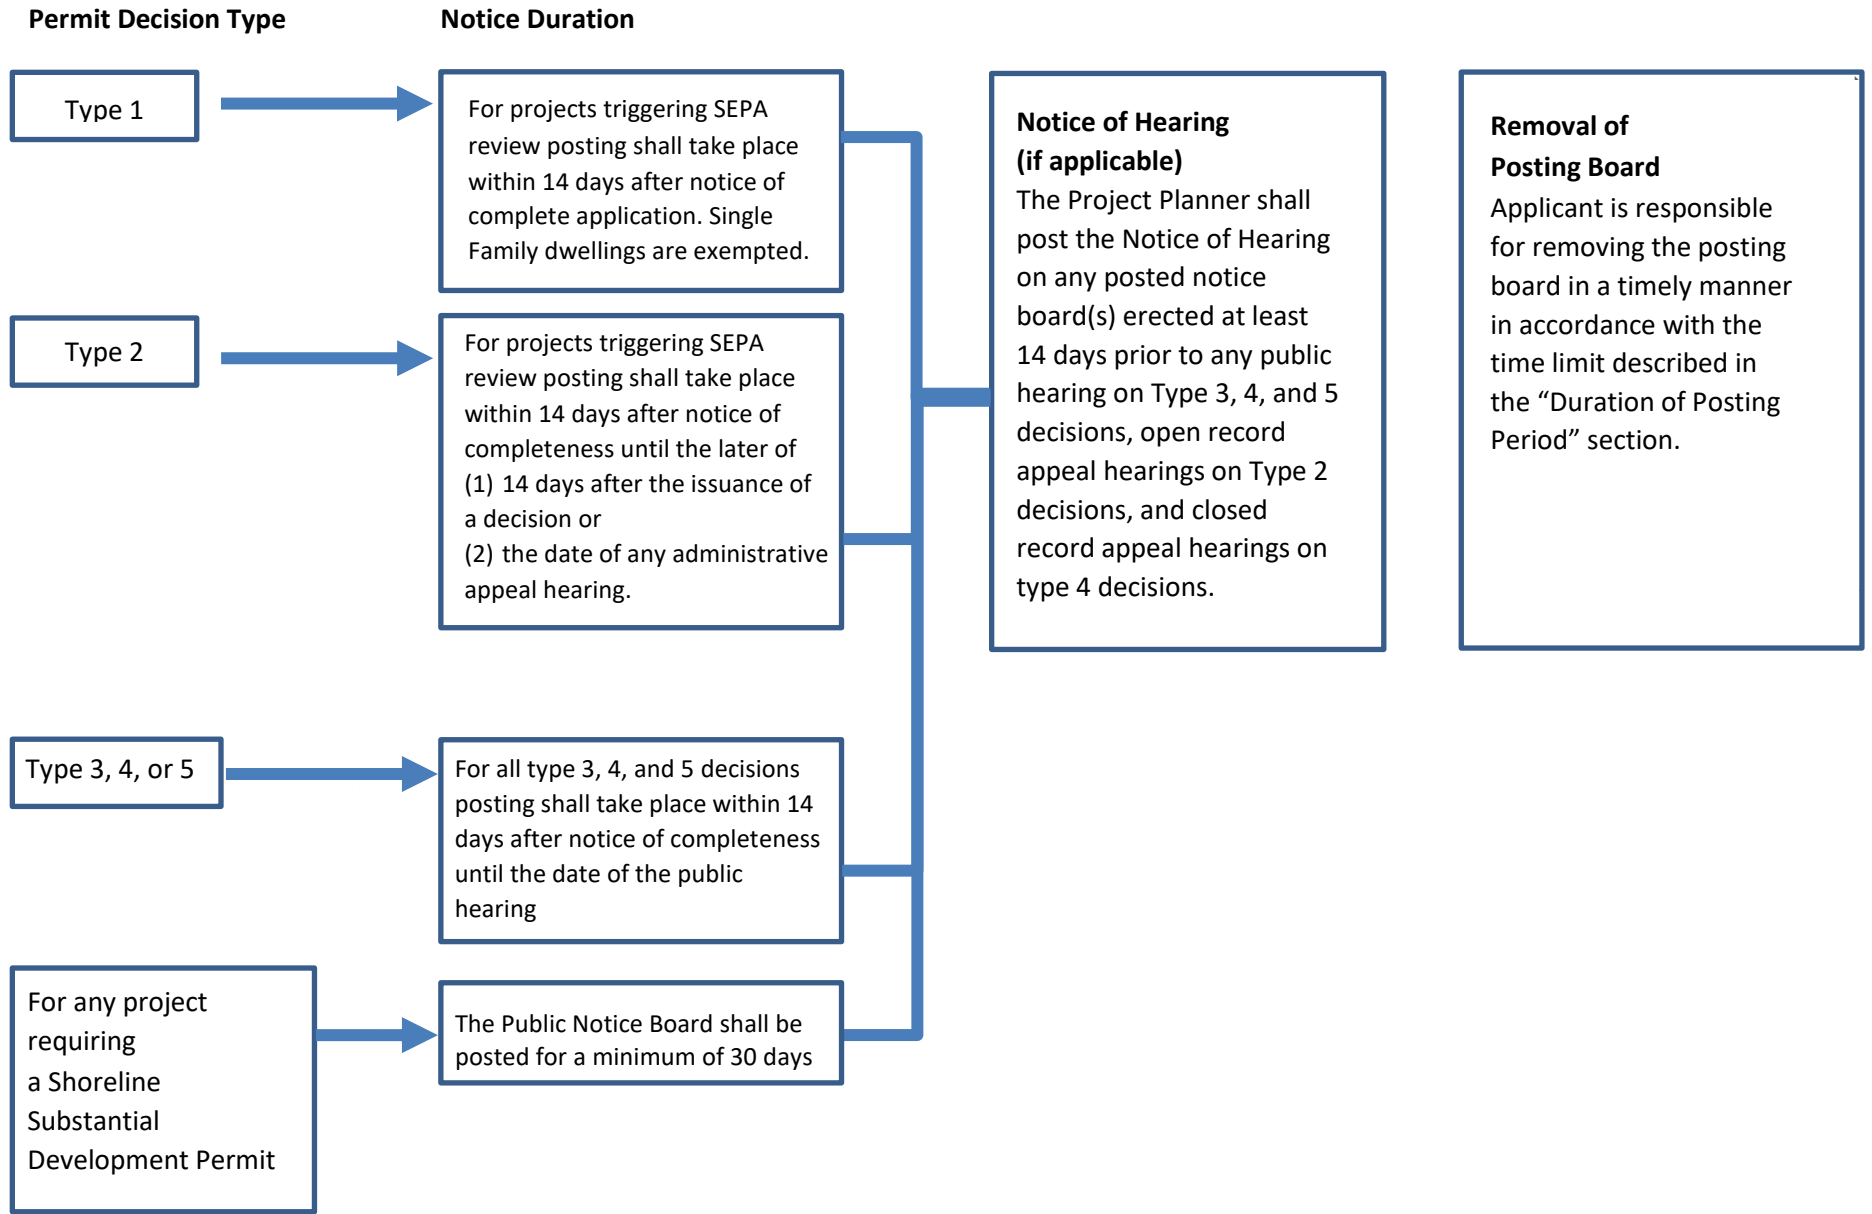 Permit Decision Type
Notice Duration
Type 1
For projects triggering SEPA
review posting shall take place
within 14 days after notice of
complete application. Single
Family dwellings are exempted.
Type 2
For projects triggering SEPA
review posting shall take place
within 14 days after notice of
completeness until the later of
(1) 14 days after the issuance of
a decision or
(2) the date of any administrative
appeal hearing.
Type 3, 4, or 5
For all type 3, 4, and 5 decisions
posting shall take place within 14
days after notice of completeness
until the date of the public
hearing
For any project
requiring
a Shoreline
Substantial
Development Permit
The Public Notice Board shall be
posted for a minimum of 30 days
Notice of Hearing
(if applicable)
The Project Planner shall
post the Notice of Hearing
on any posted notice
board(s) erected at least
14 days prior to any public
hearing on Type 3, 4, and 5
decisions, open record
appeal hearings on Type 2
decisions, and closed
record appeal hearings on
type 4 decisions.
Removal of
Posting Board
Applicant is responsible
for removing the posting
board in a timely manner
in accordance with the
time limit described in
the “Duration of Posting
Period” section.